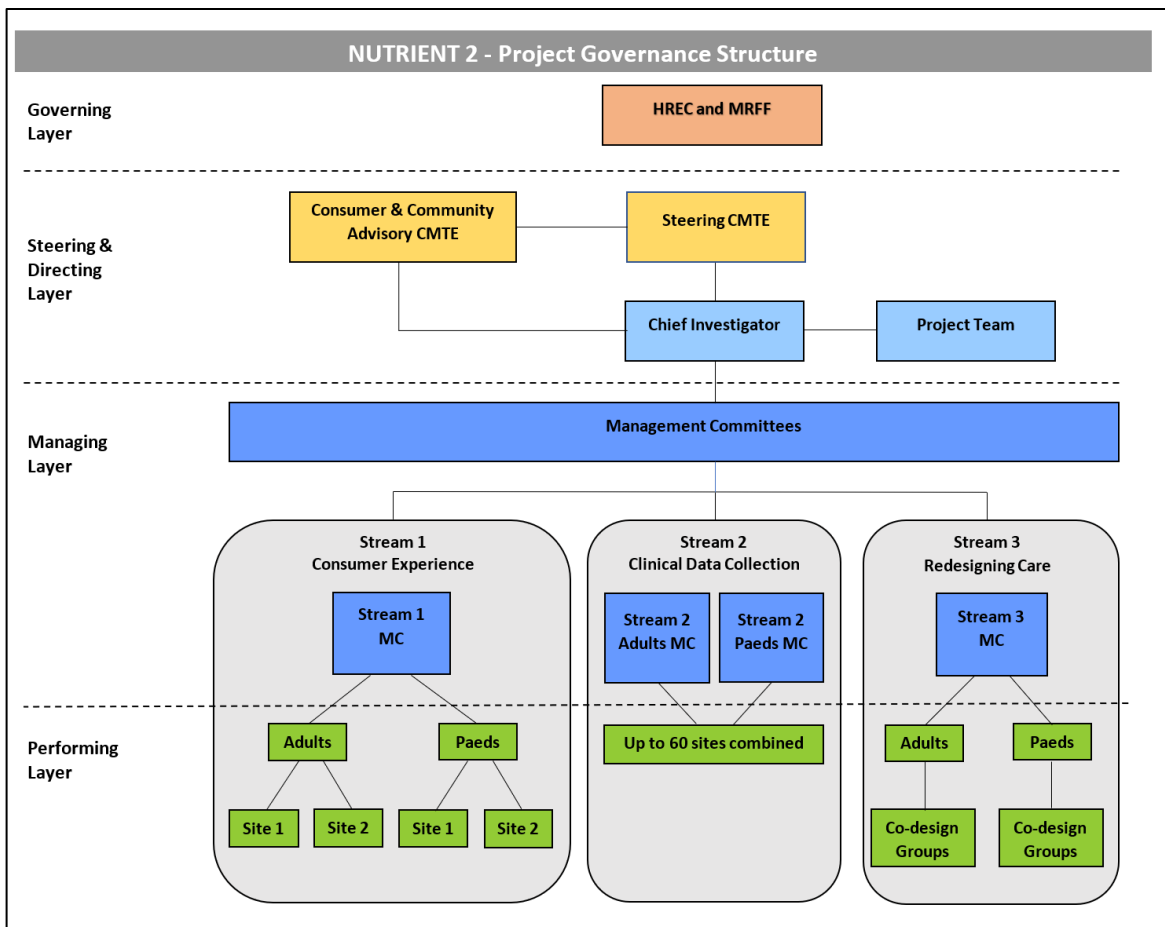 NUTRIENT 2 - Project Governance Structure
Governing
Layer
HREC and MRFF
Steering &
Directing
Layer
Consumer & Community
Advisory CMTE
Steering CMTE
Chief Investigator
Project Team
Managing
Layer
Management Committees
Stream 1
Consumer Experience
Stream 1
MC
Stream 2
Clinical Data Collection
Stream 2
Adults MC
Stream 2
Paeds MC
Stream 3
Redesigning Care
Stream 3
MC
Performing
Layer
Adults
Paeds
Site 1
Site 2
Site 1
Site 2
Up to 60 sites combined
Adults
Paeds
Co-design
Groups
Co-design
Groups